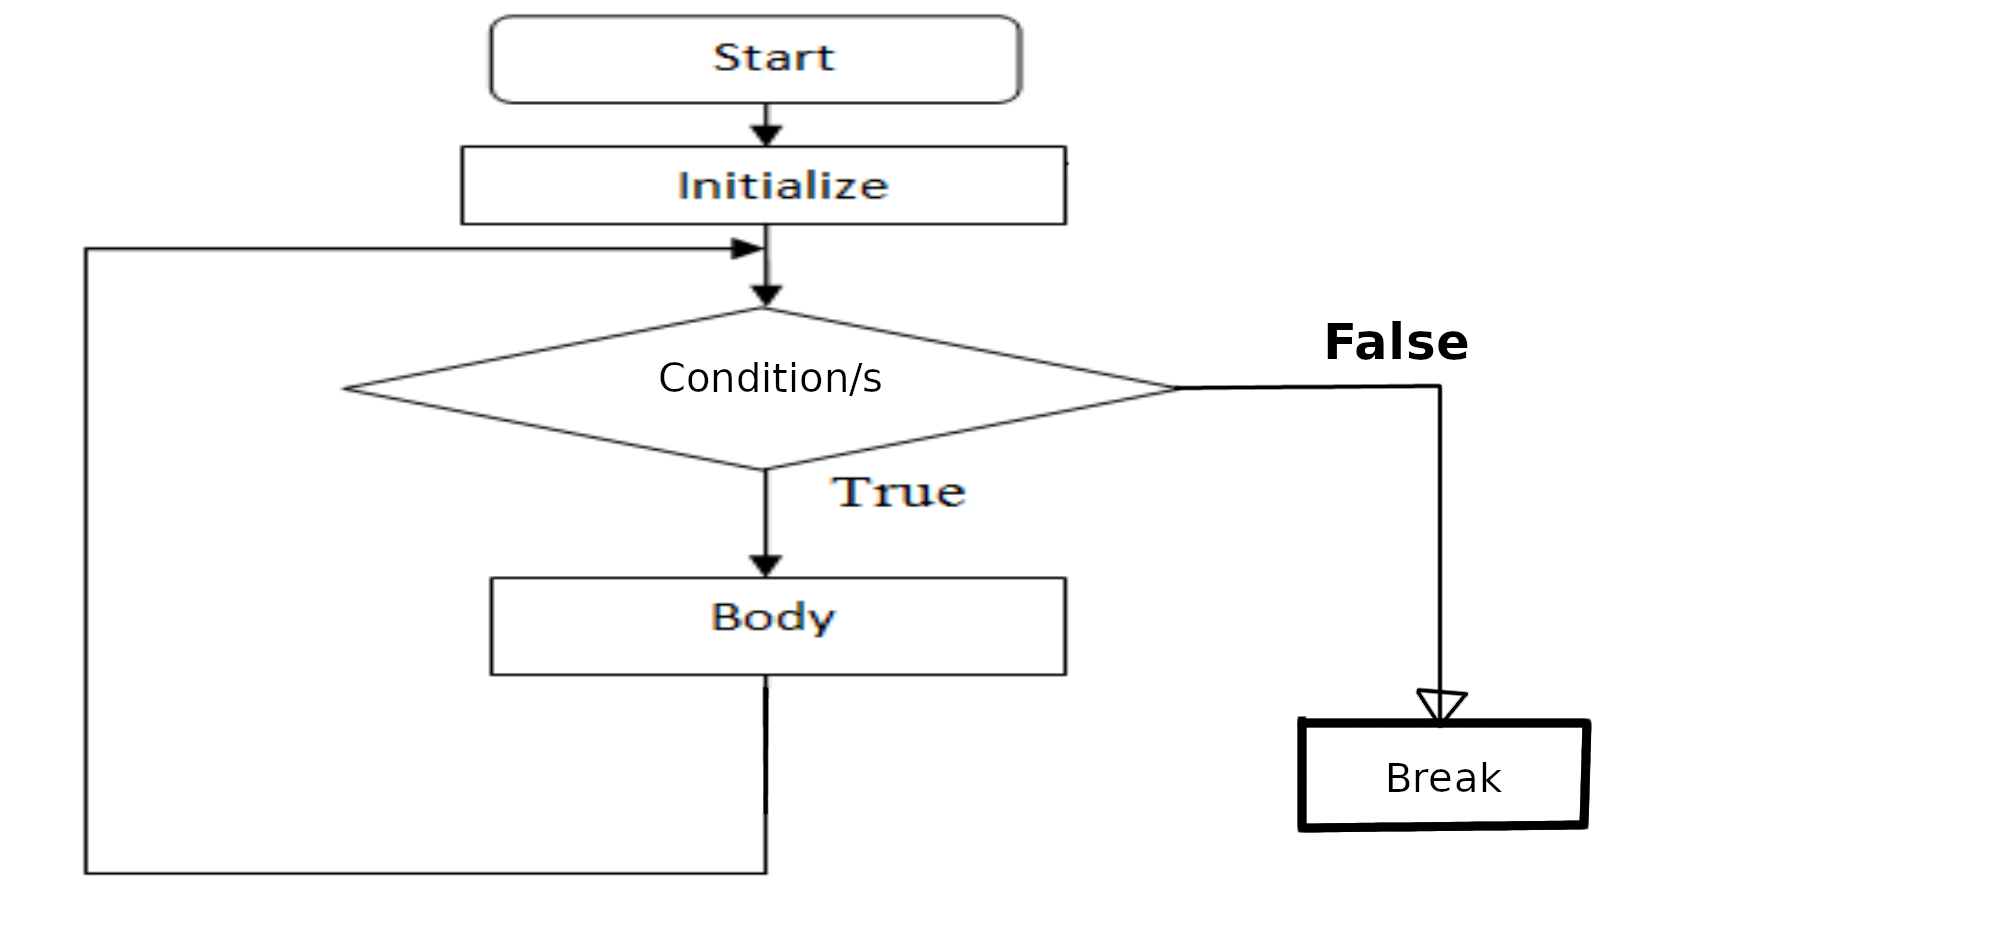 Start
Initialize
Condition/s
False
True
Body
Break